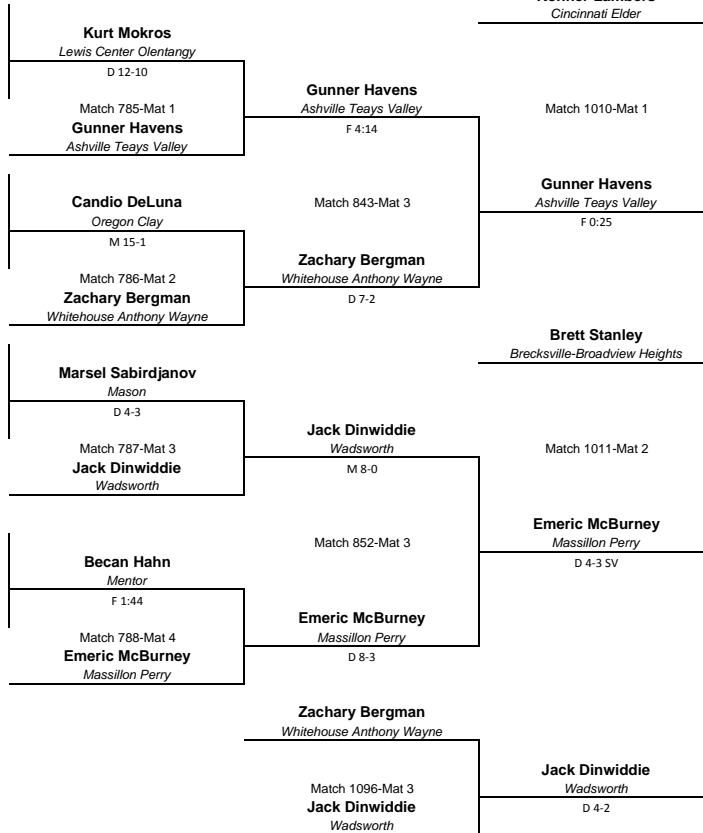 Cincinnati Elder
Kurt Mokros
Lewis Center Olentangy
D 12-10
Match 785-Mat 1
Gunner Havens
Ashville Teays Valley
Gunner Havens
Ashville Teays Valley
F 4:14
Match 1010-Mat 1
Candio DeLuna
Oregon Clay
M 15-1
Match 786-Mat 2
Zachary Bergman
Whitehouse Anthony Wayne
Match 843-Mat 3
Zachary Bergman
Whitehouse Anthony Wayne
D 7-2
Gunner Havens
Ashville Teays Valley
F 0:25
Brett Stanley
Brecksville-Broadview Heights
Marsel Sabirdjanov
Mason
D 4-3
Match 787-Mat 3
Jack Dinwiddie
Wadsworth
Jack Dinwiddie
Wadsworth
M 8-0
Match 1011-Mat 2
Becan Hahn
Mentor
F 1:44
Match 788-Mat 4
Emeric McBurney
Massillon Perry
Match 852-Mat 3
Emeric McBurney
Massillon Perry
D 8-3
Emeric McBurney
Massillon Perry
D 4-3 SV
Zachary Bergman
Whitehouse Anthony Wayne
Match 1096-Mat 3
Jack Dinwiddie
Wadsworth
Jack Dinwiddie
Wadsworth
D 4-2